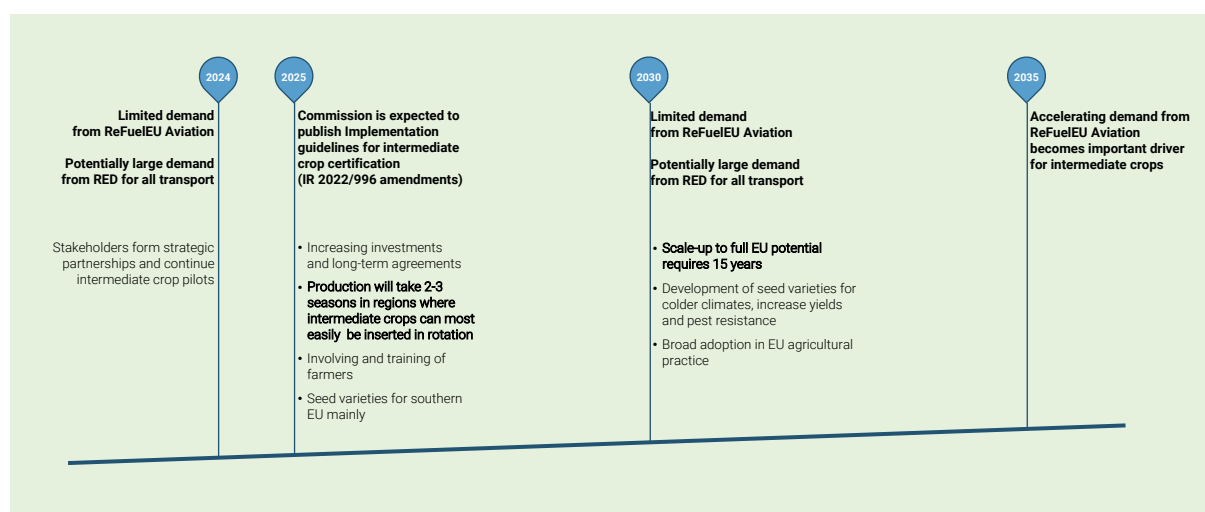 2024
Limited demand
from ReFuelEU Aviation
Potentially large demand
from RED for all transport
Stakeholders form strategic
partnerships and continue
intermediate crop pilots
2025
Commission is expected to
publish Implementation
guidelines for intermediate
crop certification
(IR 2022/996 amendments)
• Increasing investments
and long-term agreements
• Production will take 2-3
seasons in regions where
intermediate crops can most
easily be inserted in rotation
• Involving and training of
farmers
• Seed varieties for southern
EU mainly
2030
Limited demand
from ReFuelEU Aviation
Potentially large demand
from RED for all transport
• Scale-up to full EU potential
requires 15 years
• Development of seed varieties for
colder climates, increase yields
and pest resistance
• Broad adoption in EU agricultural
practice
2035
Accelerating demand from
ReFuelEU Aviation
becomes important driver
for intermediate crops